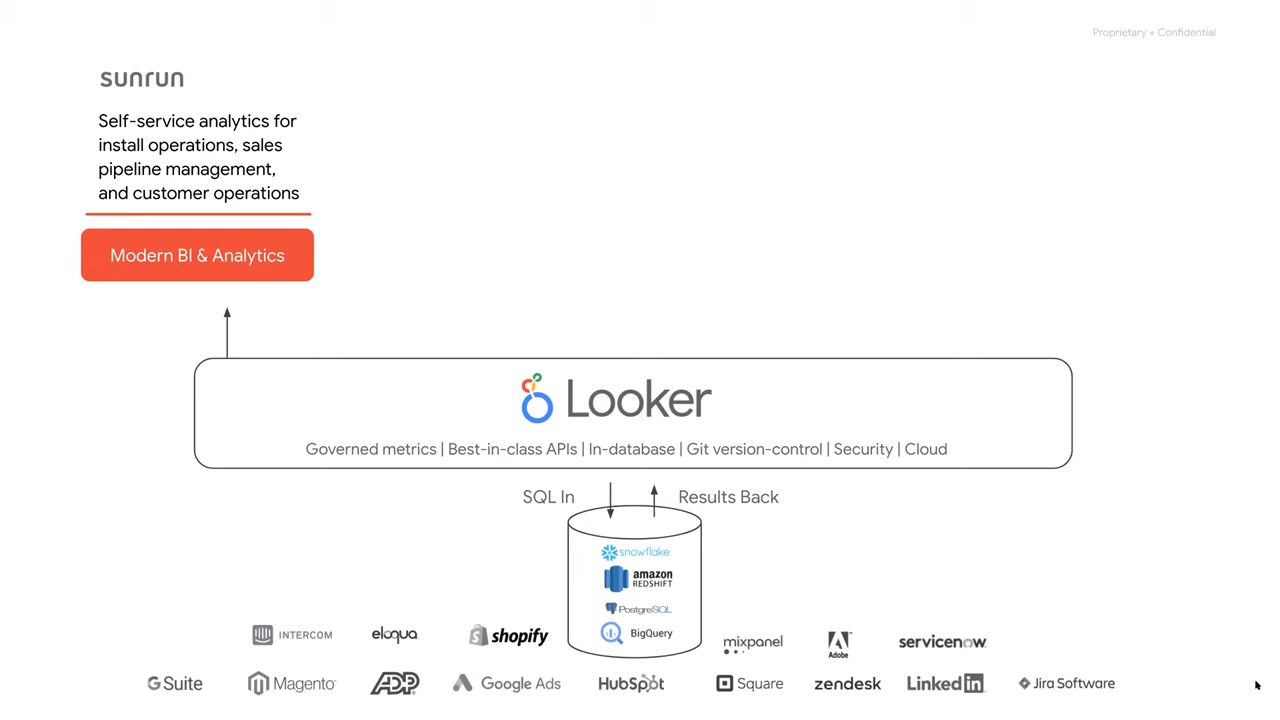 Proprietary + Confidential
sunrun
Self-service analytics for
install operations, sales
pipeline management,
and customer operations
Modern BI & Analytics
Looker
Governed metrics | Best-in-class APIs | In-database | Git version-control | Security | Cloud
SQL In
Results Back
snowflake
amazon
REDSHIFT
PostgreSQL
BigQuery
INTERCOM
eloqua
shopify
mixpanel
Adobe
servicenow
G Suite
Magento
ADP
Google Ads
HubSpot
Square
zendesk
Linked in
Jira Software